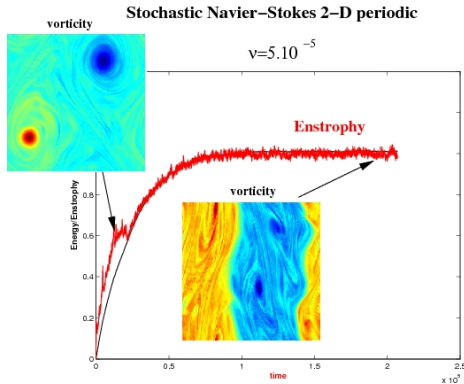 Stochastic Navier-Stokes 2-D periodic
vorticity
ν=5.10 -5
Enstrophy
vorticity
Energy/Enstrophy
0.8
0.6
0.4
0.2
0
0 0.5 1 1.5 2 2.5
x 10^5
time